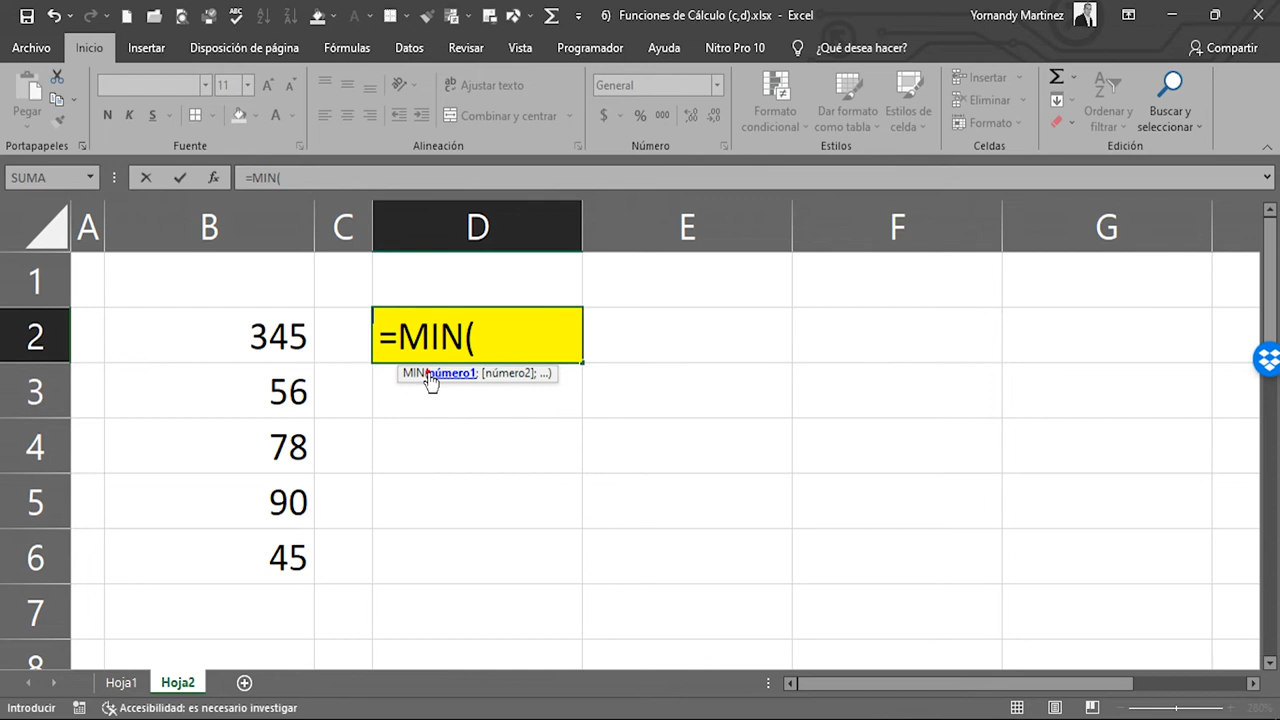 6) Funciones de Cálculo (c,d).xlsx - Excel
Yornandy Martinez
Archivo Inicio Insertar Disposición de página Fórmulas Datos Revisar Vista Programador Ayuda Nitro Pro 10 ¿Qué desea hacer? Compartir
Pegar
Portapapeles
11
N K S
A
Fuente
Ajustar texto
Combinar y centrar
Alineación
General
$ % 000
Número
Formato condicional
Dar formato como tabla
Estilos de celda
Estilos
Insertar
Eliminar
Formato
Celdas
Ordenar y filtrar
Buscar y seleccionar
Edición
SUMA
fx
=MIN(
A B C D E F G
1
2 345 =MIN(
MIN(número1; [número2]; ...)
3 56
4 78
5 90
6 45
7
8
Hoja1 Hoja2
Introducir
Accesibilidad: es necesario investigar
280%